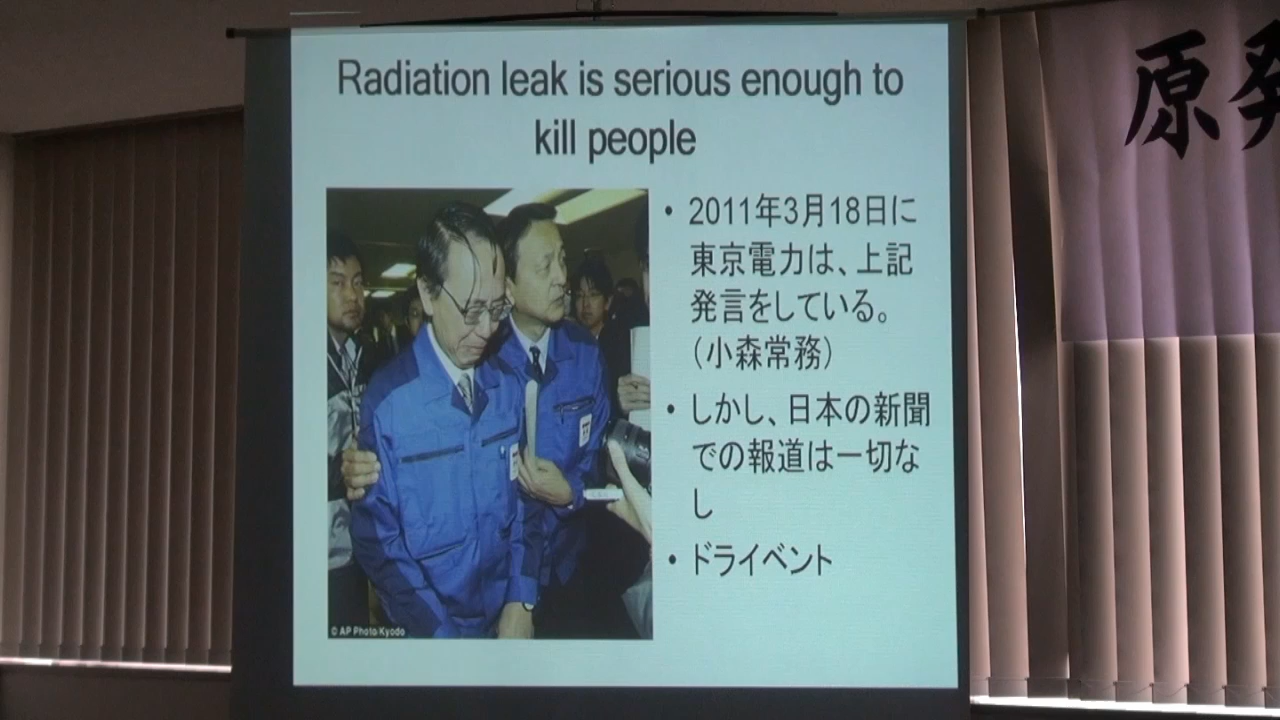 Radiation leak is serious enough to
kill people
• 2011年3月18日に
東京電力は、上記
発言をしている。
（小森常務）
• しかし、日本の新聞
での報道は一切な
し
• ドライベント
© AP Photo/Kyodo
原発